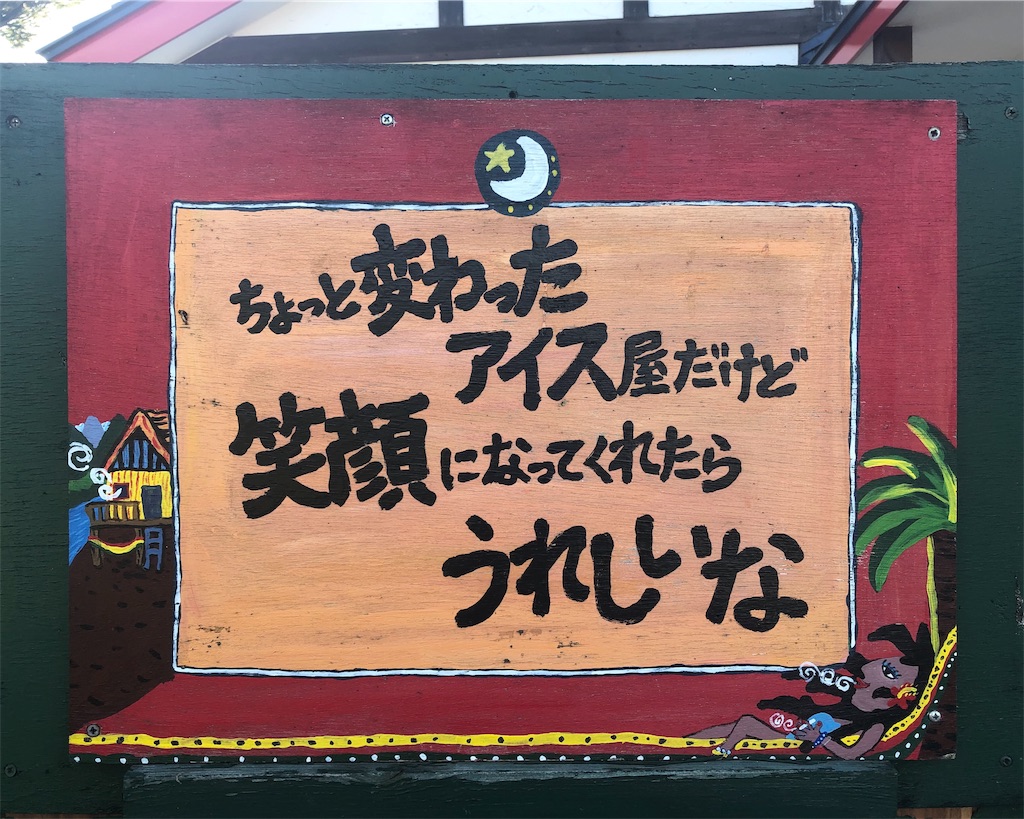 ちょっと変わった
アイス屋だけど
笑顔になってくれたら
うれしいな